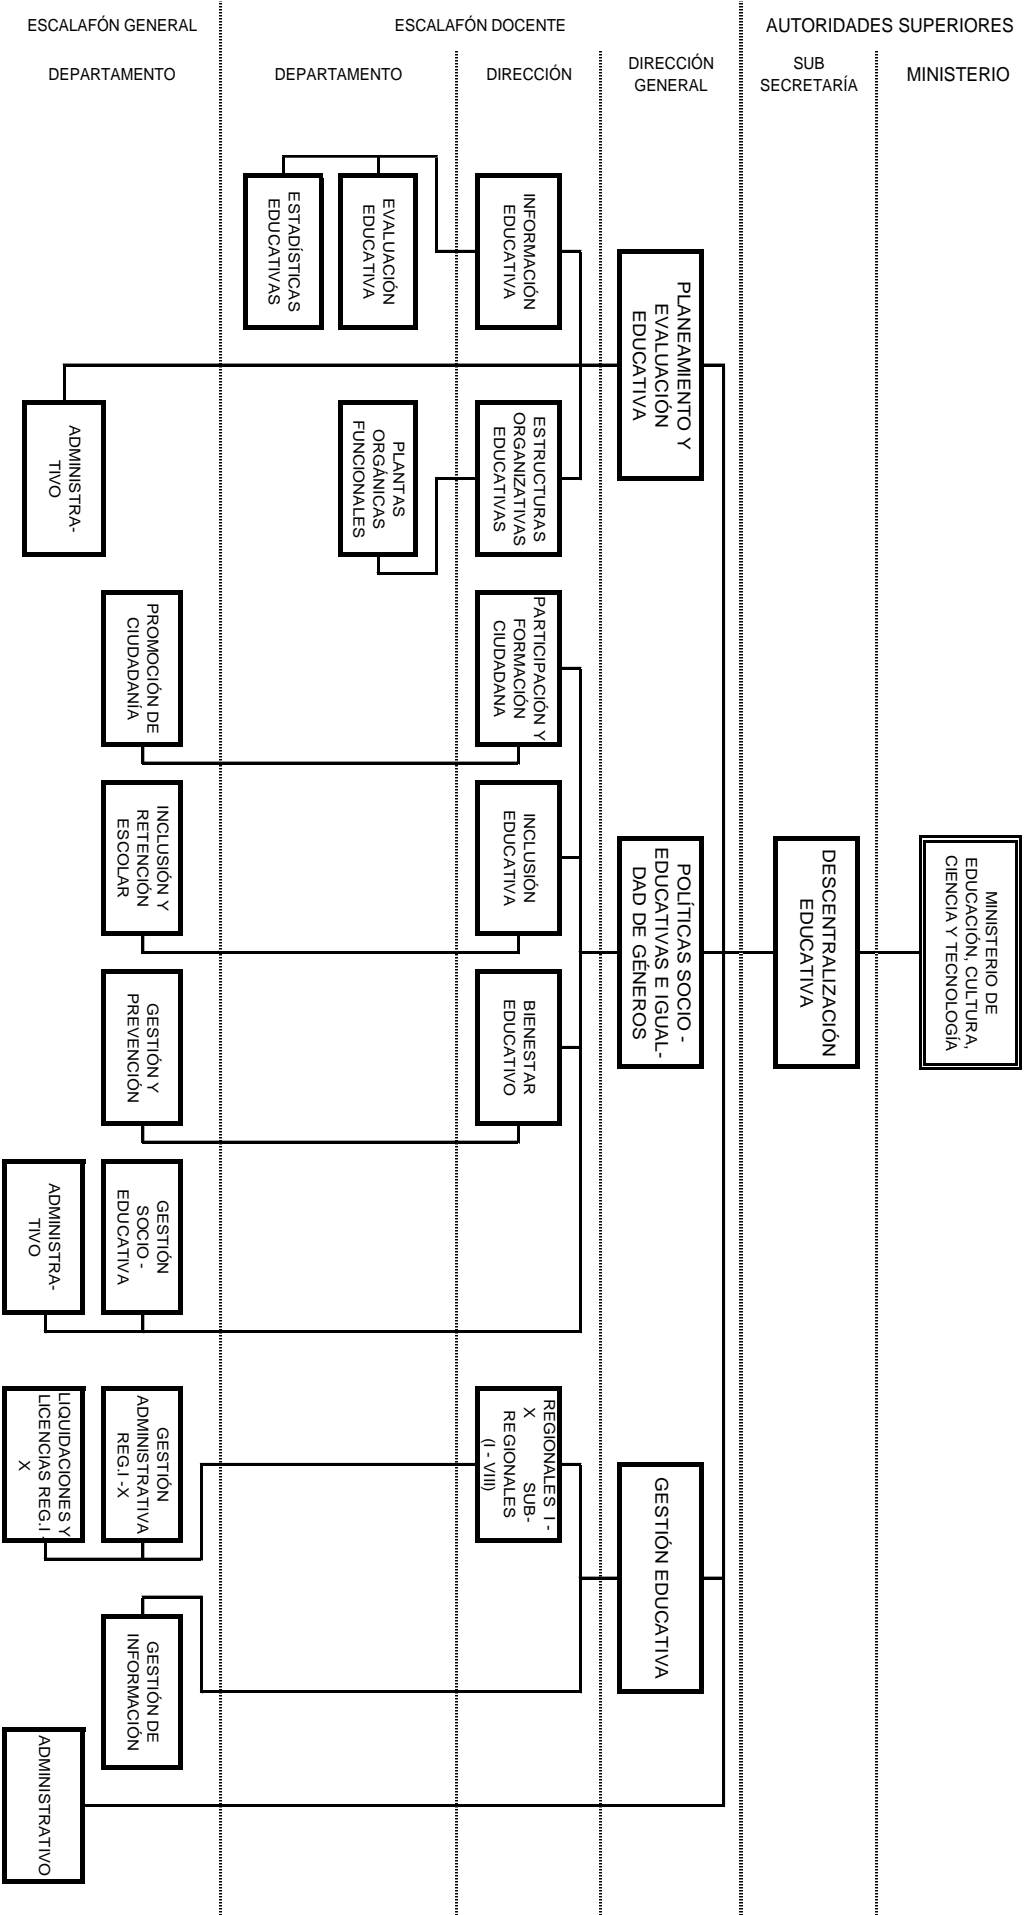 ESCALAFÓN GENERAL
ESCALAFÓN DOCENTE
AUTORIDADES SUPERIORES
DEPARTAMENTO
DEPARTAMENTO
DIRECCIÓN
DIRECCIÓN
GENERAL
SUB
SECRETARÍA
MINISTERIO
MINISTERIO DE
EDUCACIÓN, CULTURA,
CIENCIA Y TECNOLOGÍA
DESCENTRALIZACIÓN
EDUCATIVA
PLANEAMIENTO Y
EVALUACIÓN
EDUCATIVA
POLÍTICAS SOCIO -
EDUCATIVAS E IGUAL-
DAD DE GÉNEROS
GESTIÓN EDUCATIVA
INFORMACIÓN
EDUCATIVA
ESTRUCTURAS
ORGANIZATIVAS
EDUCATIVAS
PARTICIPACIÓN Y
FORMACIÓN
CIUDADANA
INCLUSIÓN
EDUCATIVA
BIENESTAR
EDUCATIVO
REGIONALES I -
X SUB-
REGIONALES
(I - VIII)
EVALUACIÓN
EDUCATIVA
ESTADÍSTICAS
EDUCATIVAS
PLANTAS
ORGÁNICAS
FUNCIONALES
PROMOCIÓN DE
CIUDADANÍA
INCLUSIÓN Y
RETENCIÓN
ESCOLAR
GESTIÓN Y
PREVENCIÓN
GESTIÓN
SOCIO -
EDUCATIVA
GESTIÓN
ADMINISTRATIVA
REG.I -X
GESTIÓN DE
INFORMACIÓN
ADMINISTRA-
TIVO
ADMINISTRA-
TIVO
LIQUIDACIONES Y
LICENCIAS REG.I -
X
ADMINISTRATIVO